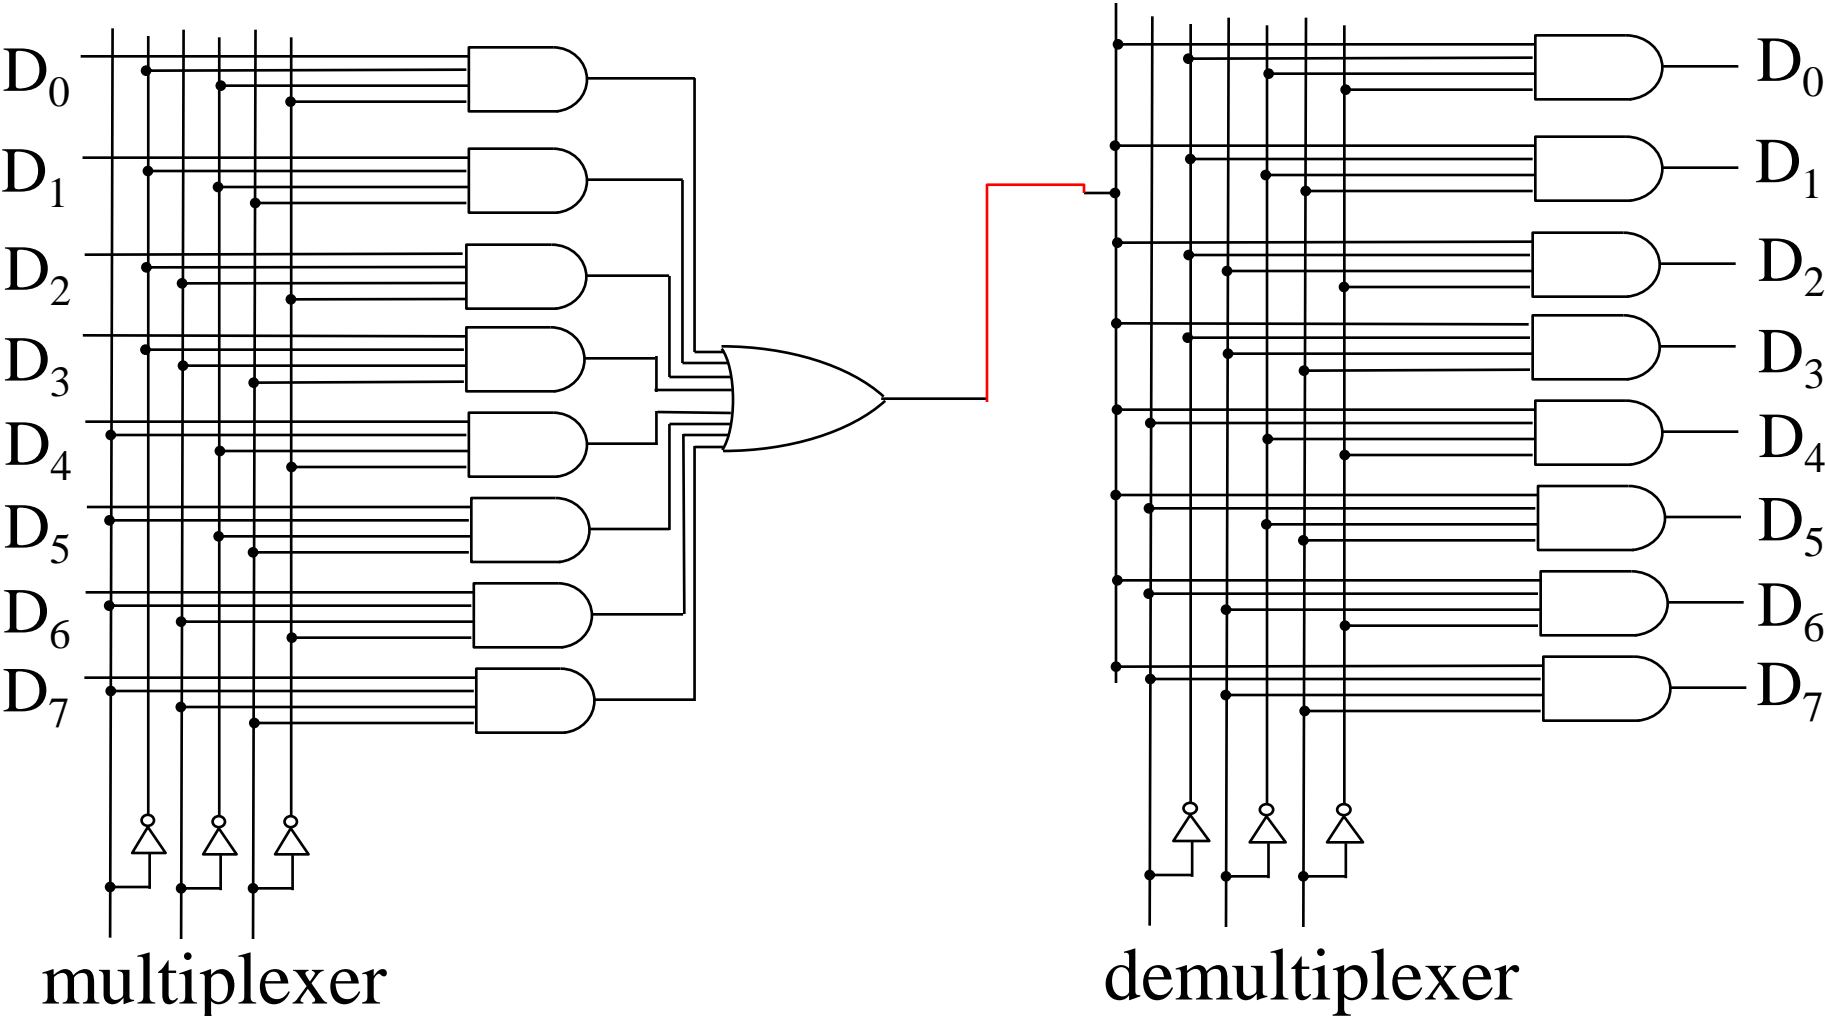 D0 D0
D1 D1
D2 D2
D3 D3
D4 D4
D5 D5
D6 D6
D7 D7
multiplexer demultiplexer